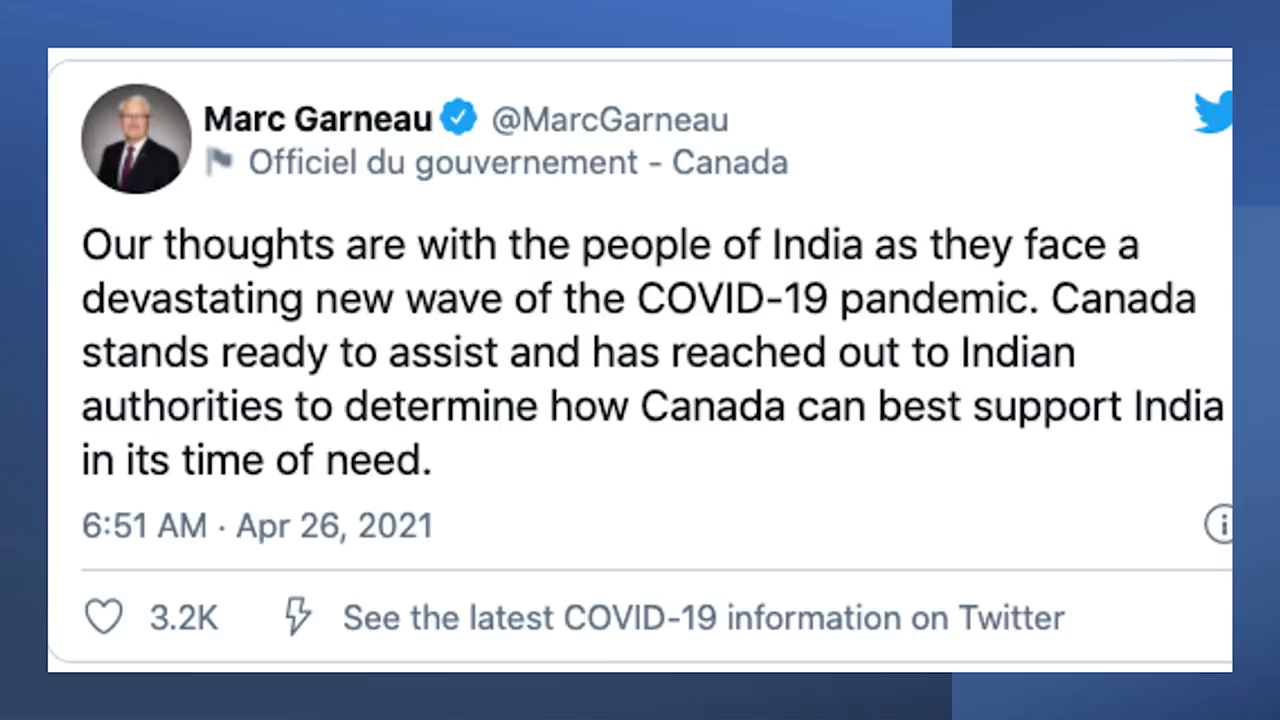 Marc Garneau @MarcGarneau
Officiel du gouvernement - Canada
Our thoughts are with the people of India as they face a
devastating new wave of the COVID-19 pandemic. Canada
stands ready to assist and has reached out to Indian
authorities to determine how Canada can best support India
in its time of need.
6:51 AM · Apr 26, 2021
3.2K See the latest COVID-19 information on Twitter